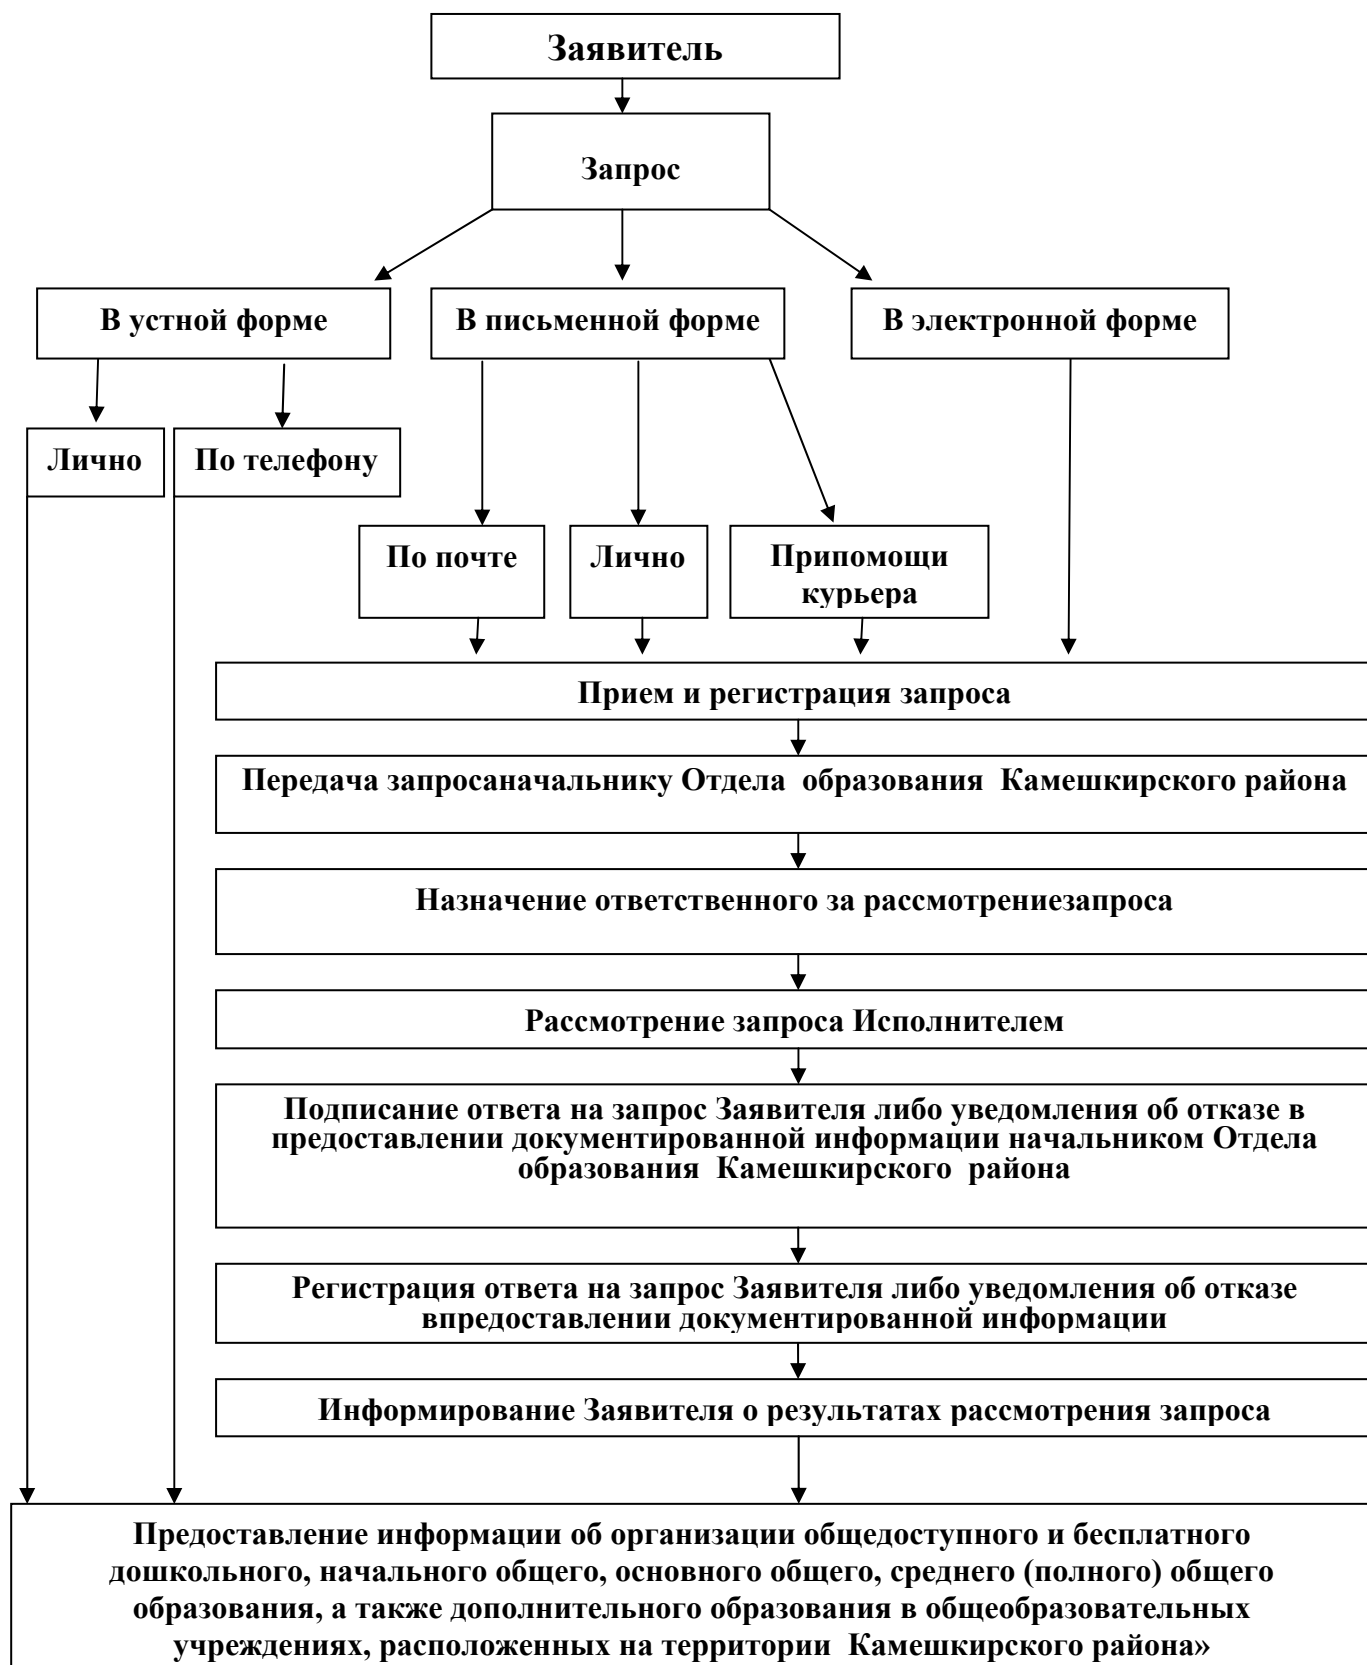 Заявитель
Запрос
В устной форме
В письменной форме
В электронной форме
Лично
По телефону
По почте
Лично
Припомощи
курьера
Прием и регистрация запроса
Передача запросаначальнику Отдела образования Камешкирского района
Назначение ответственного за рассмотрениезапроса
Рассмотрение запроса Исполнителем
Подписание ответа на запрос Заявителя либо уведомления об отказе в
предоставлении документированной информации начальником Отдела
образования Камешкирского района
Регистрация ответа на запрос Заявителя либо уведомления об отказе
впредоставлении документированной информации
Информирование Заявителя о результатах рассмотрения запроса
Предоставление информации об организации общедоступного и бесплатного
дошкольного, начального общего, основного общего, среднего (полного) общего
образования, а также дополнительного образования в общеобразовательных
учреждениях, расположенных на территории Камешкирского района»